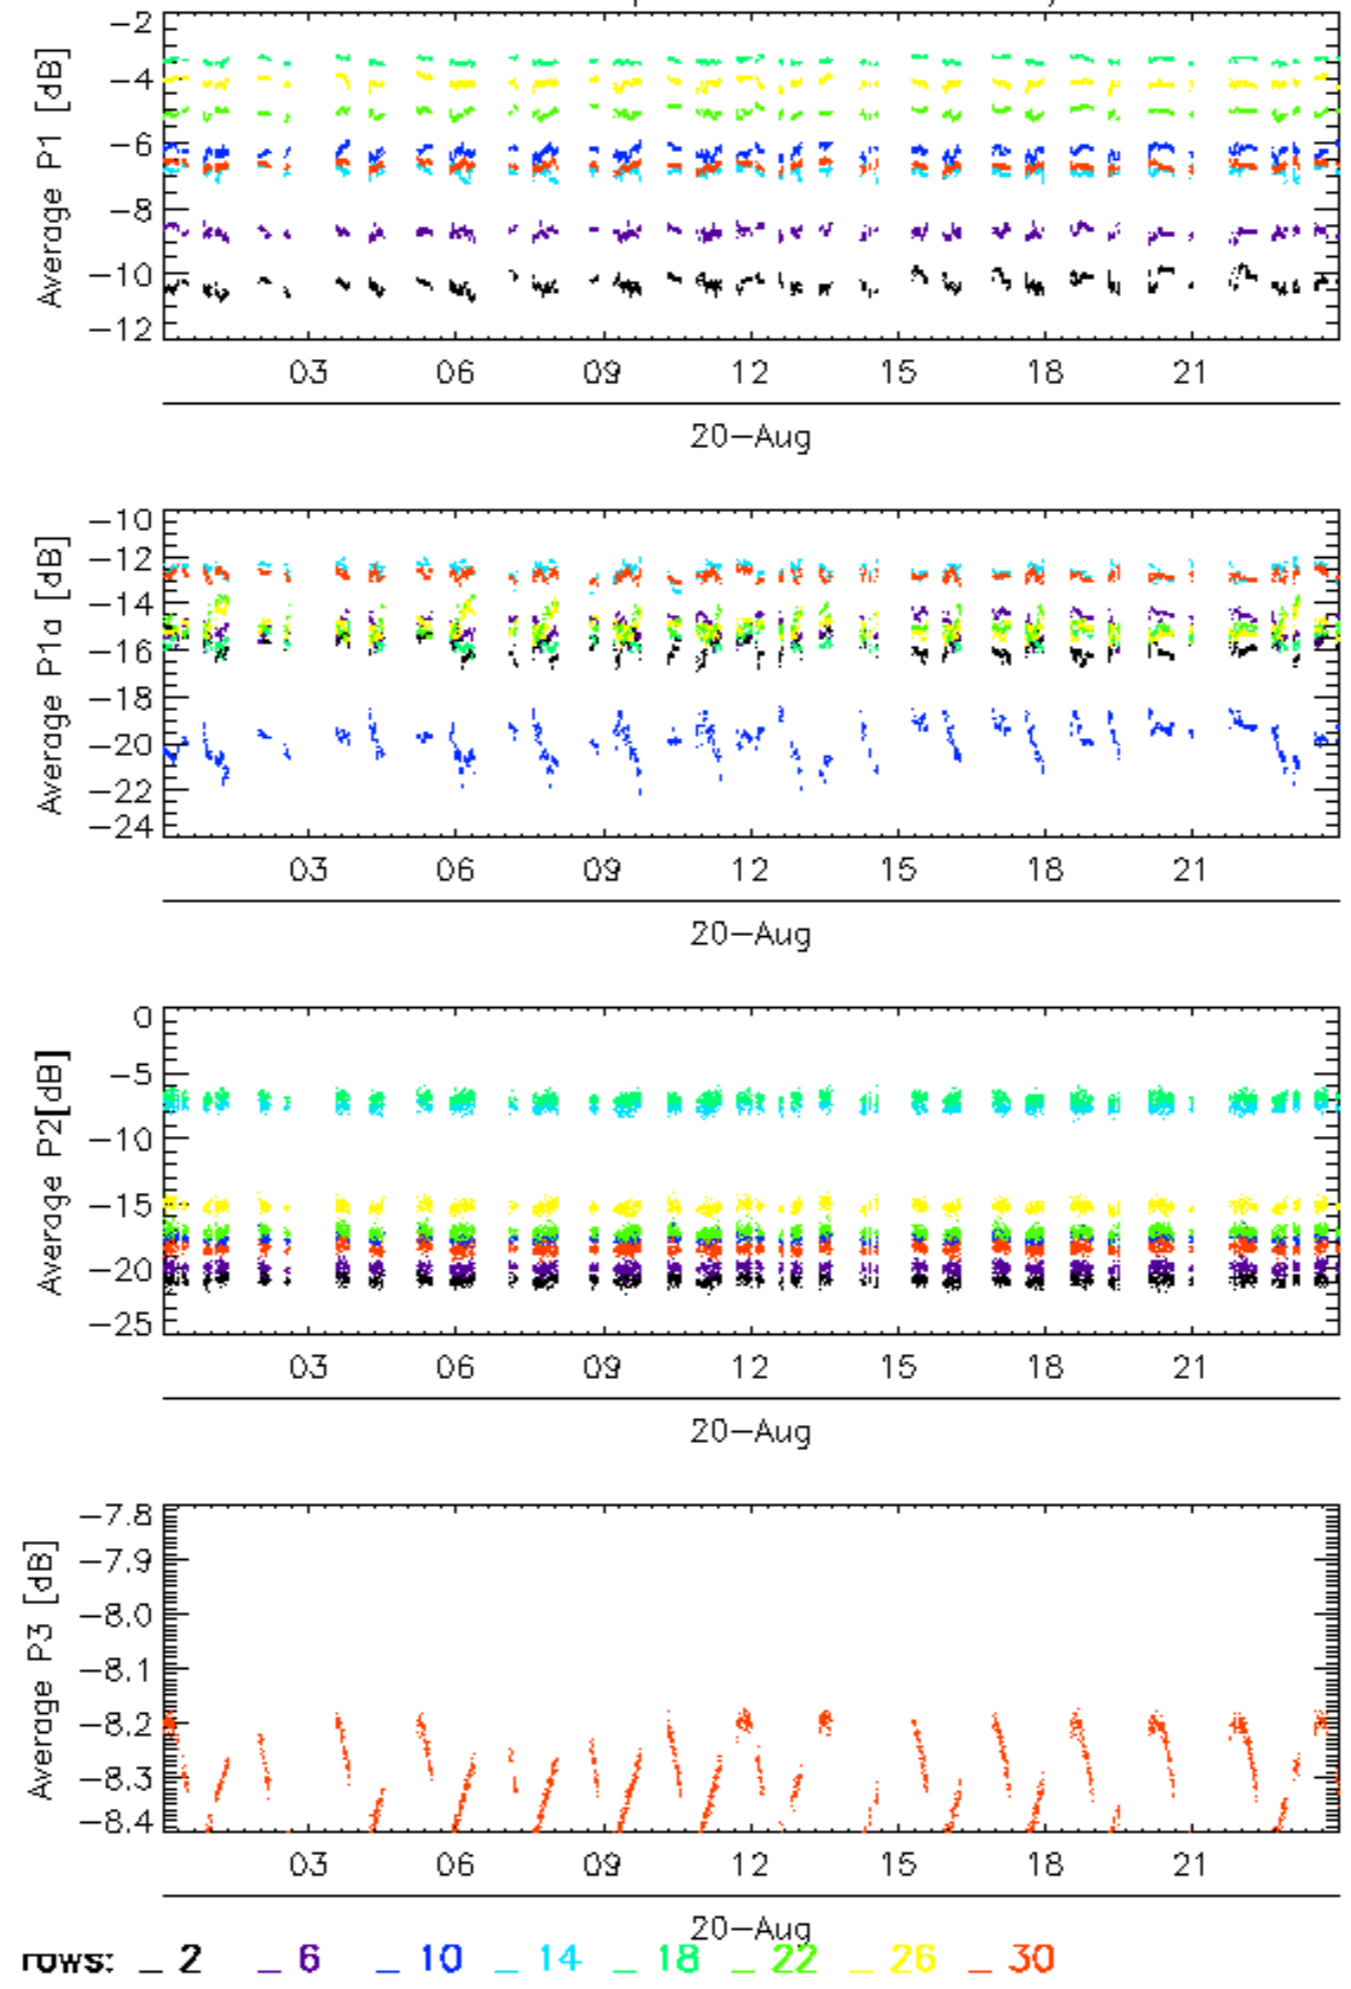 Average P1 [dB]
-2
-4
-6
-8
-10
-12
03 06 09 12 15 18 21
20-Aug
Average P1a [dB]
-10
-12
-14
-16
-18
-20
-22
-24
03 06 09 12 15 18 21
20-Aug
Average P2[dB]
0
-5
-10
-15
-20
-25
03 06 09 12 15 18 21
20-Aug
Average P3 [dB]
-7.8
-7.9
-8.0
-8.1
-8.2
-8.3
-8.4
03 06 09 12 15 18 21
20-Aug
rows: _ 2 _ 6 _ 10 _ 14 _ 18 _ 22 _ 26 _ 30